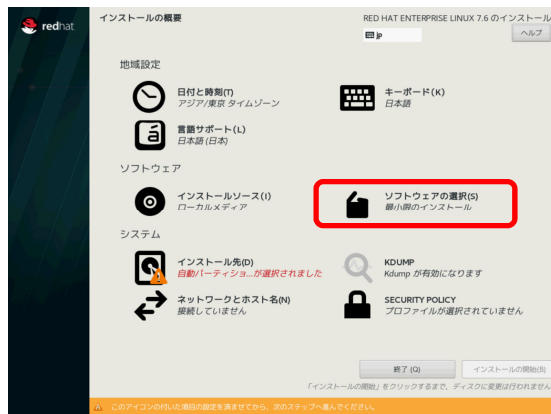 redhat
インストールの概要
RED HAT ENTERPRISE LINUX 7.6 のインストール
jp
ヘルプ
地域設定
日付と時刻(T)
アジア/東京 タイムゾーン
キーボード(K)
日本語
言語サポート(L)
日本語 (日本)
ソフトウェア
インストールソース(I)
ローカルメディア
ソフトウェアの選択(S)
最小限のインストール
システム
インストール先(D)
自動パーティショ...が選択されました
KDUMP
Kdump が有効になります
ネットワークとホスト名(N)
接続していません
SECURITY POLICY
プロファイルが選択されていません
終了 (Q)
インストールの開始(B)
「インストールの開始」をクリックするまで、ディスクに変更は行われません
このアイコンの付いた項目の設定を済ませてから、次のステップへ進んでください。